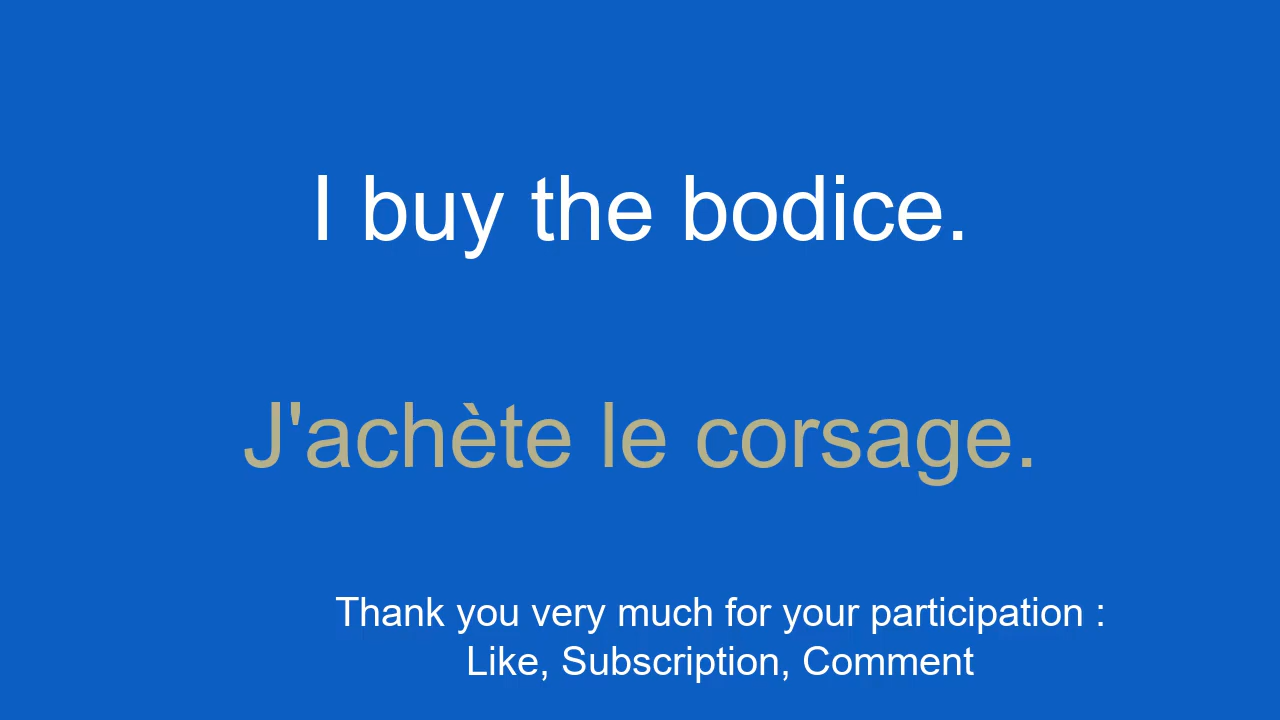 I buy the bodice.
J'achète le corsage.
Thank you very much for your participation :
Like, Subscription, Comment